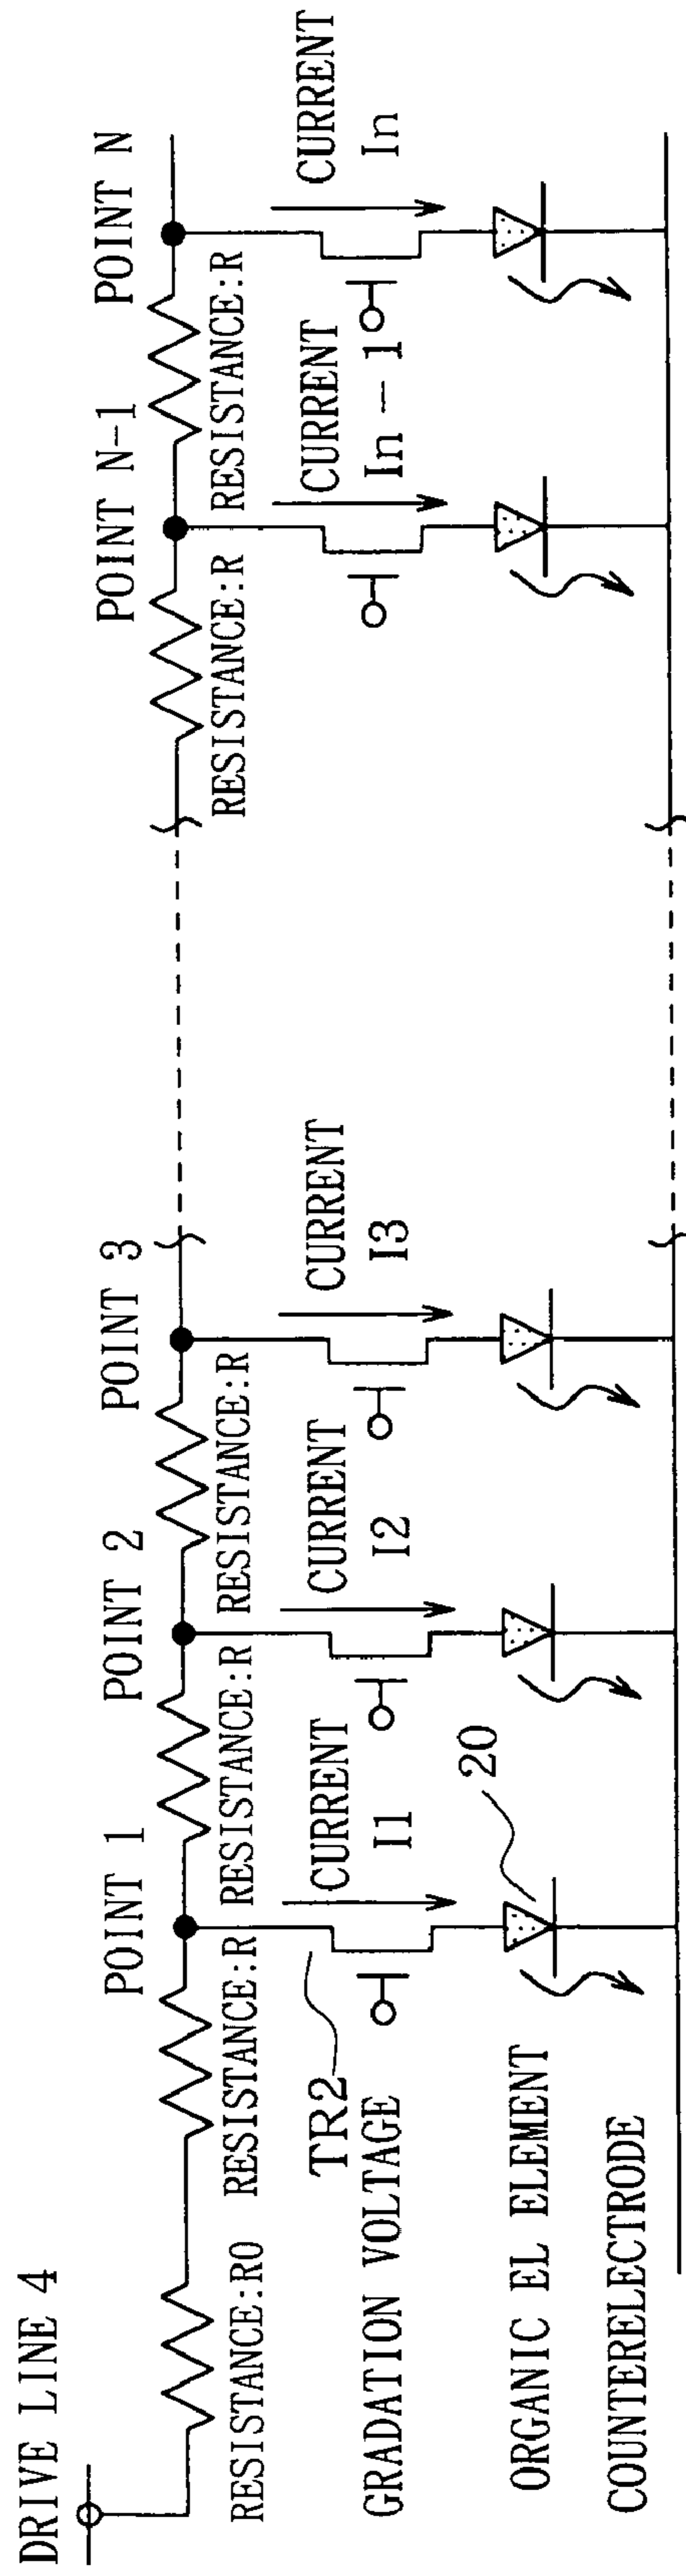 DRIVE LINE 4
POINT 1
POINT 2
POINT 3
POINT N-1
POINT N
RESISTANCE:R0
RESISTANCE:R
RESISTANCE:R
RESISTANCE:R
RESISTANCE:R
RESISTANCE:R
TR2
CURRENT
I1
CURRENT
I2
CURRENT
I3
CURRENT
In-1
CURRENT
In
GRADATION VOLTAGE
20
ORGANIC EL ELEMENT
COUNTERELECTRODE